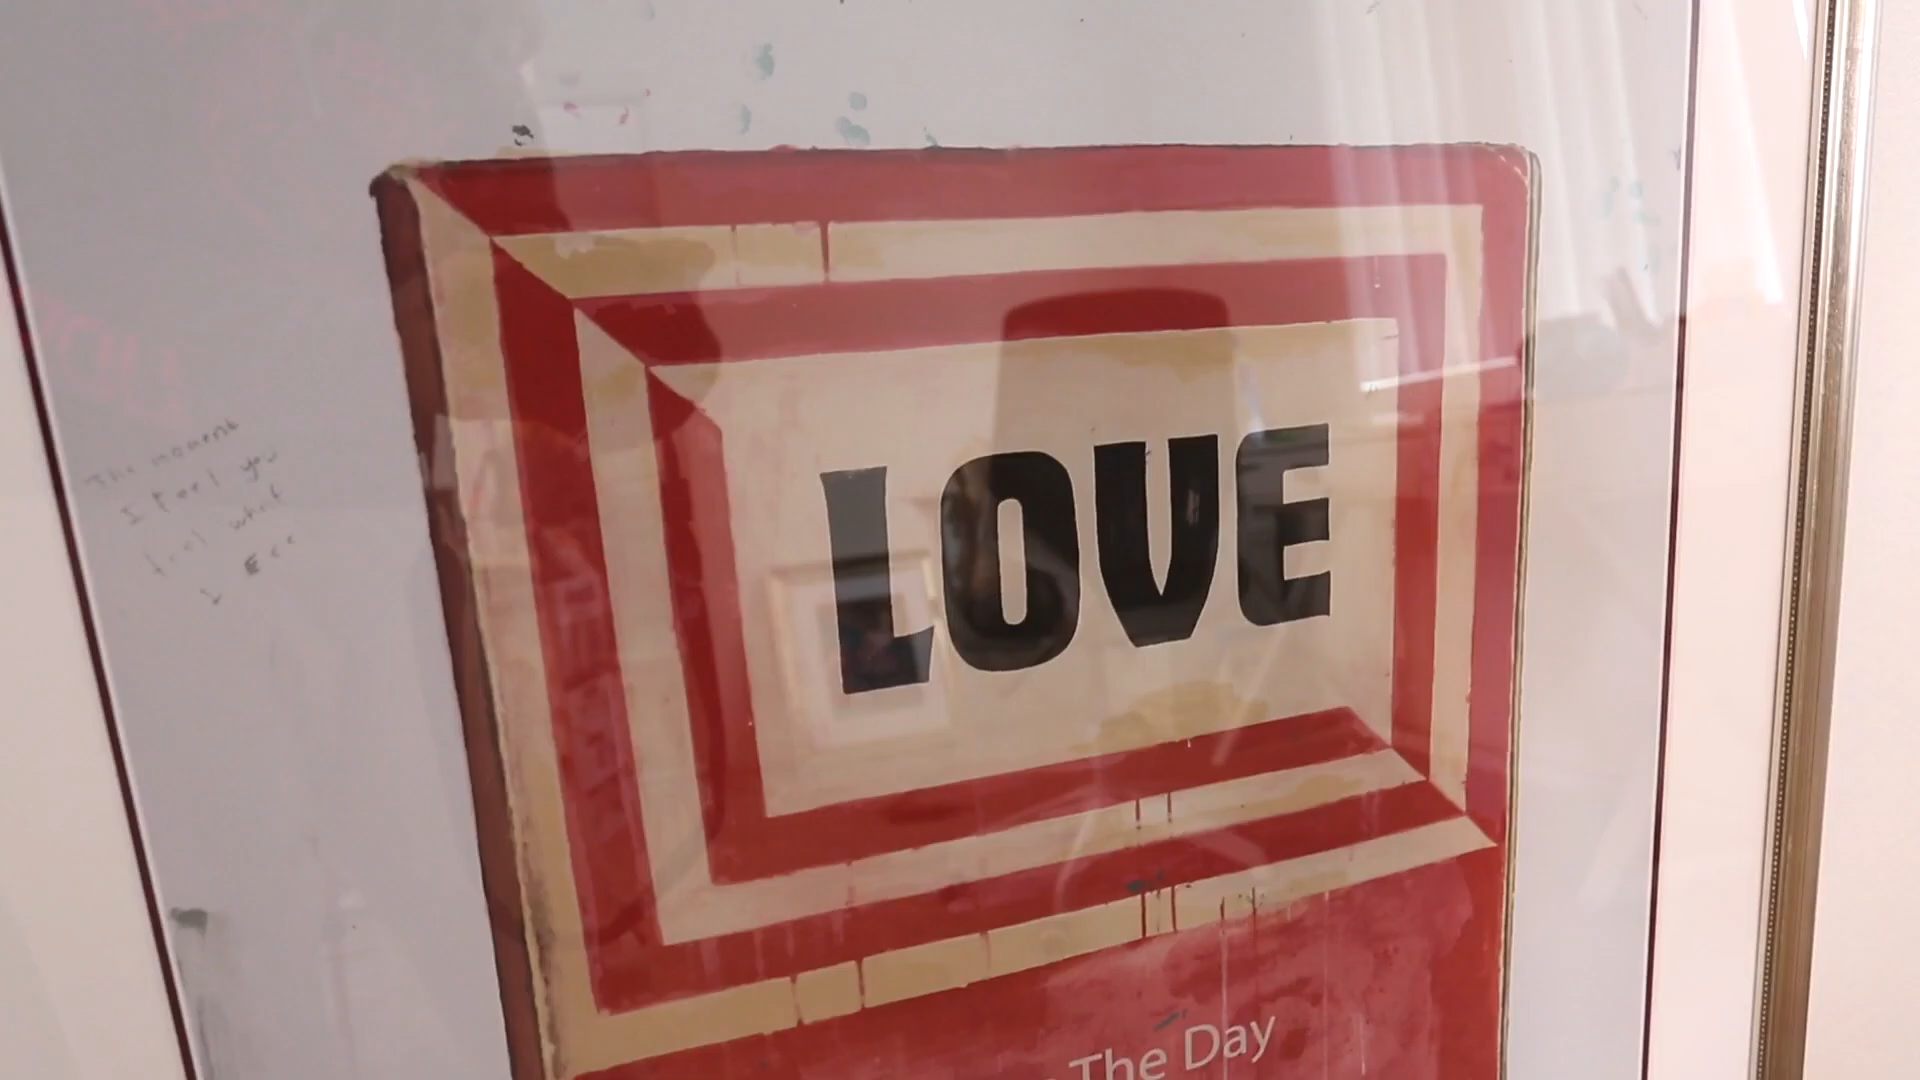 The moment
I feel you
feel what
I
LOVE
The Day